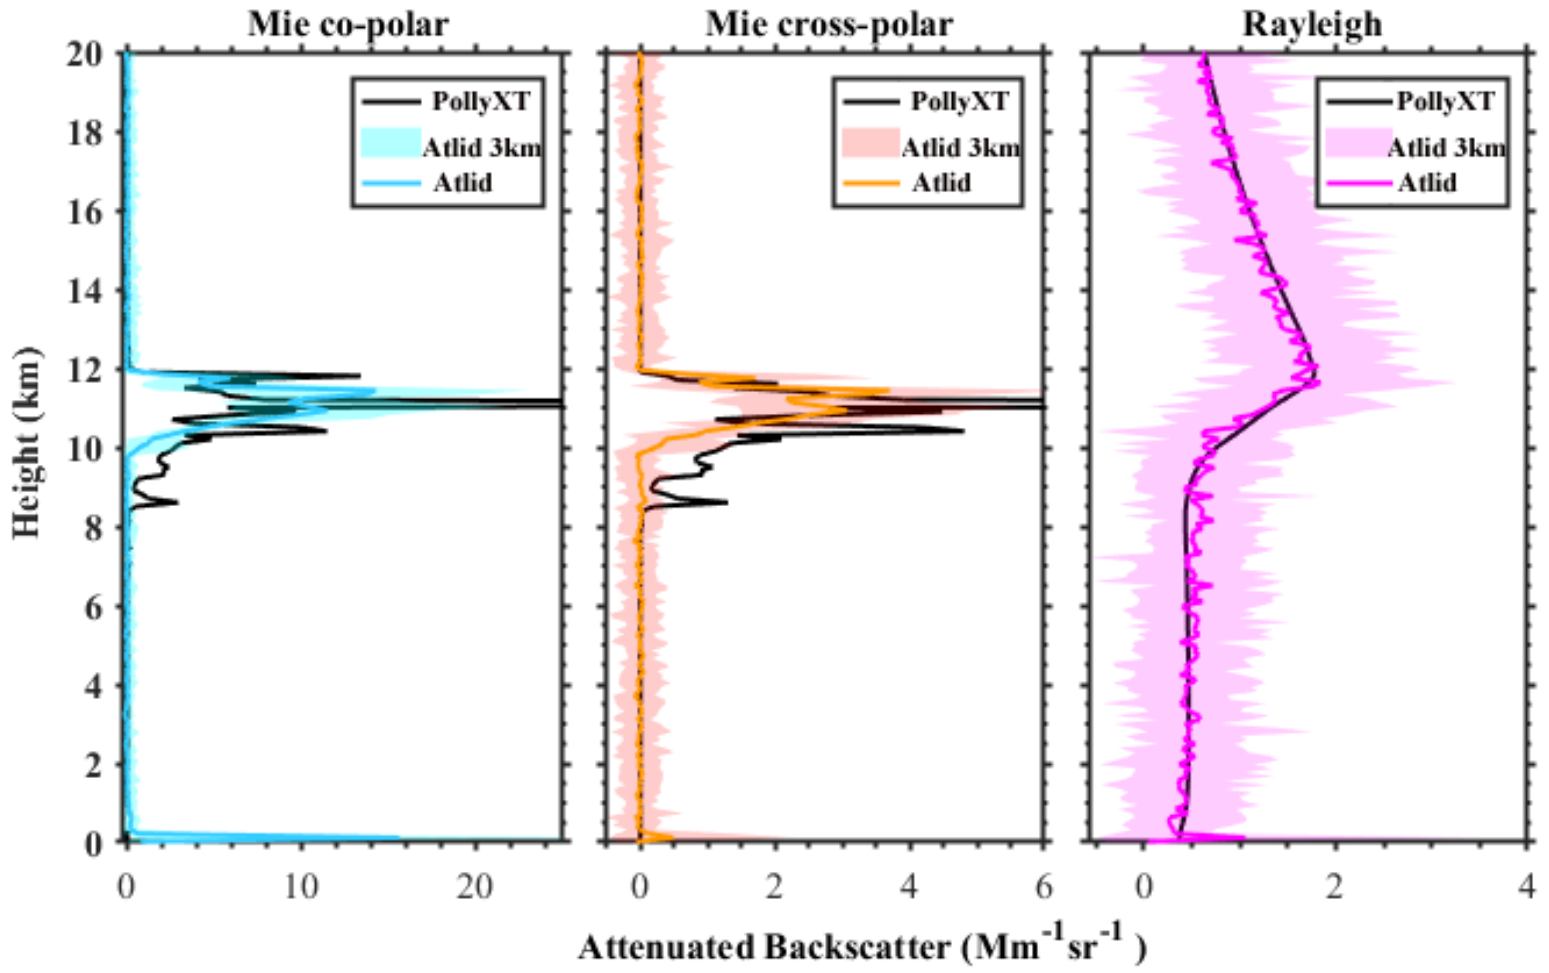 Mie co-polar
Mie cross-polar
Rayleigh
PollyXT
Atlid 3km
Atlid
PollyXT
Atlid 3km
Atlid
PollyXT
Atlid 3km
Atlid
Height (km)
20
18
16
14
12
10
8
6
4
2
0
0 10 20
0 2 4 6
0 2 4
Attenuated Backscatter (Mm⁻¹sr⁻¹ )